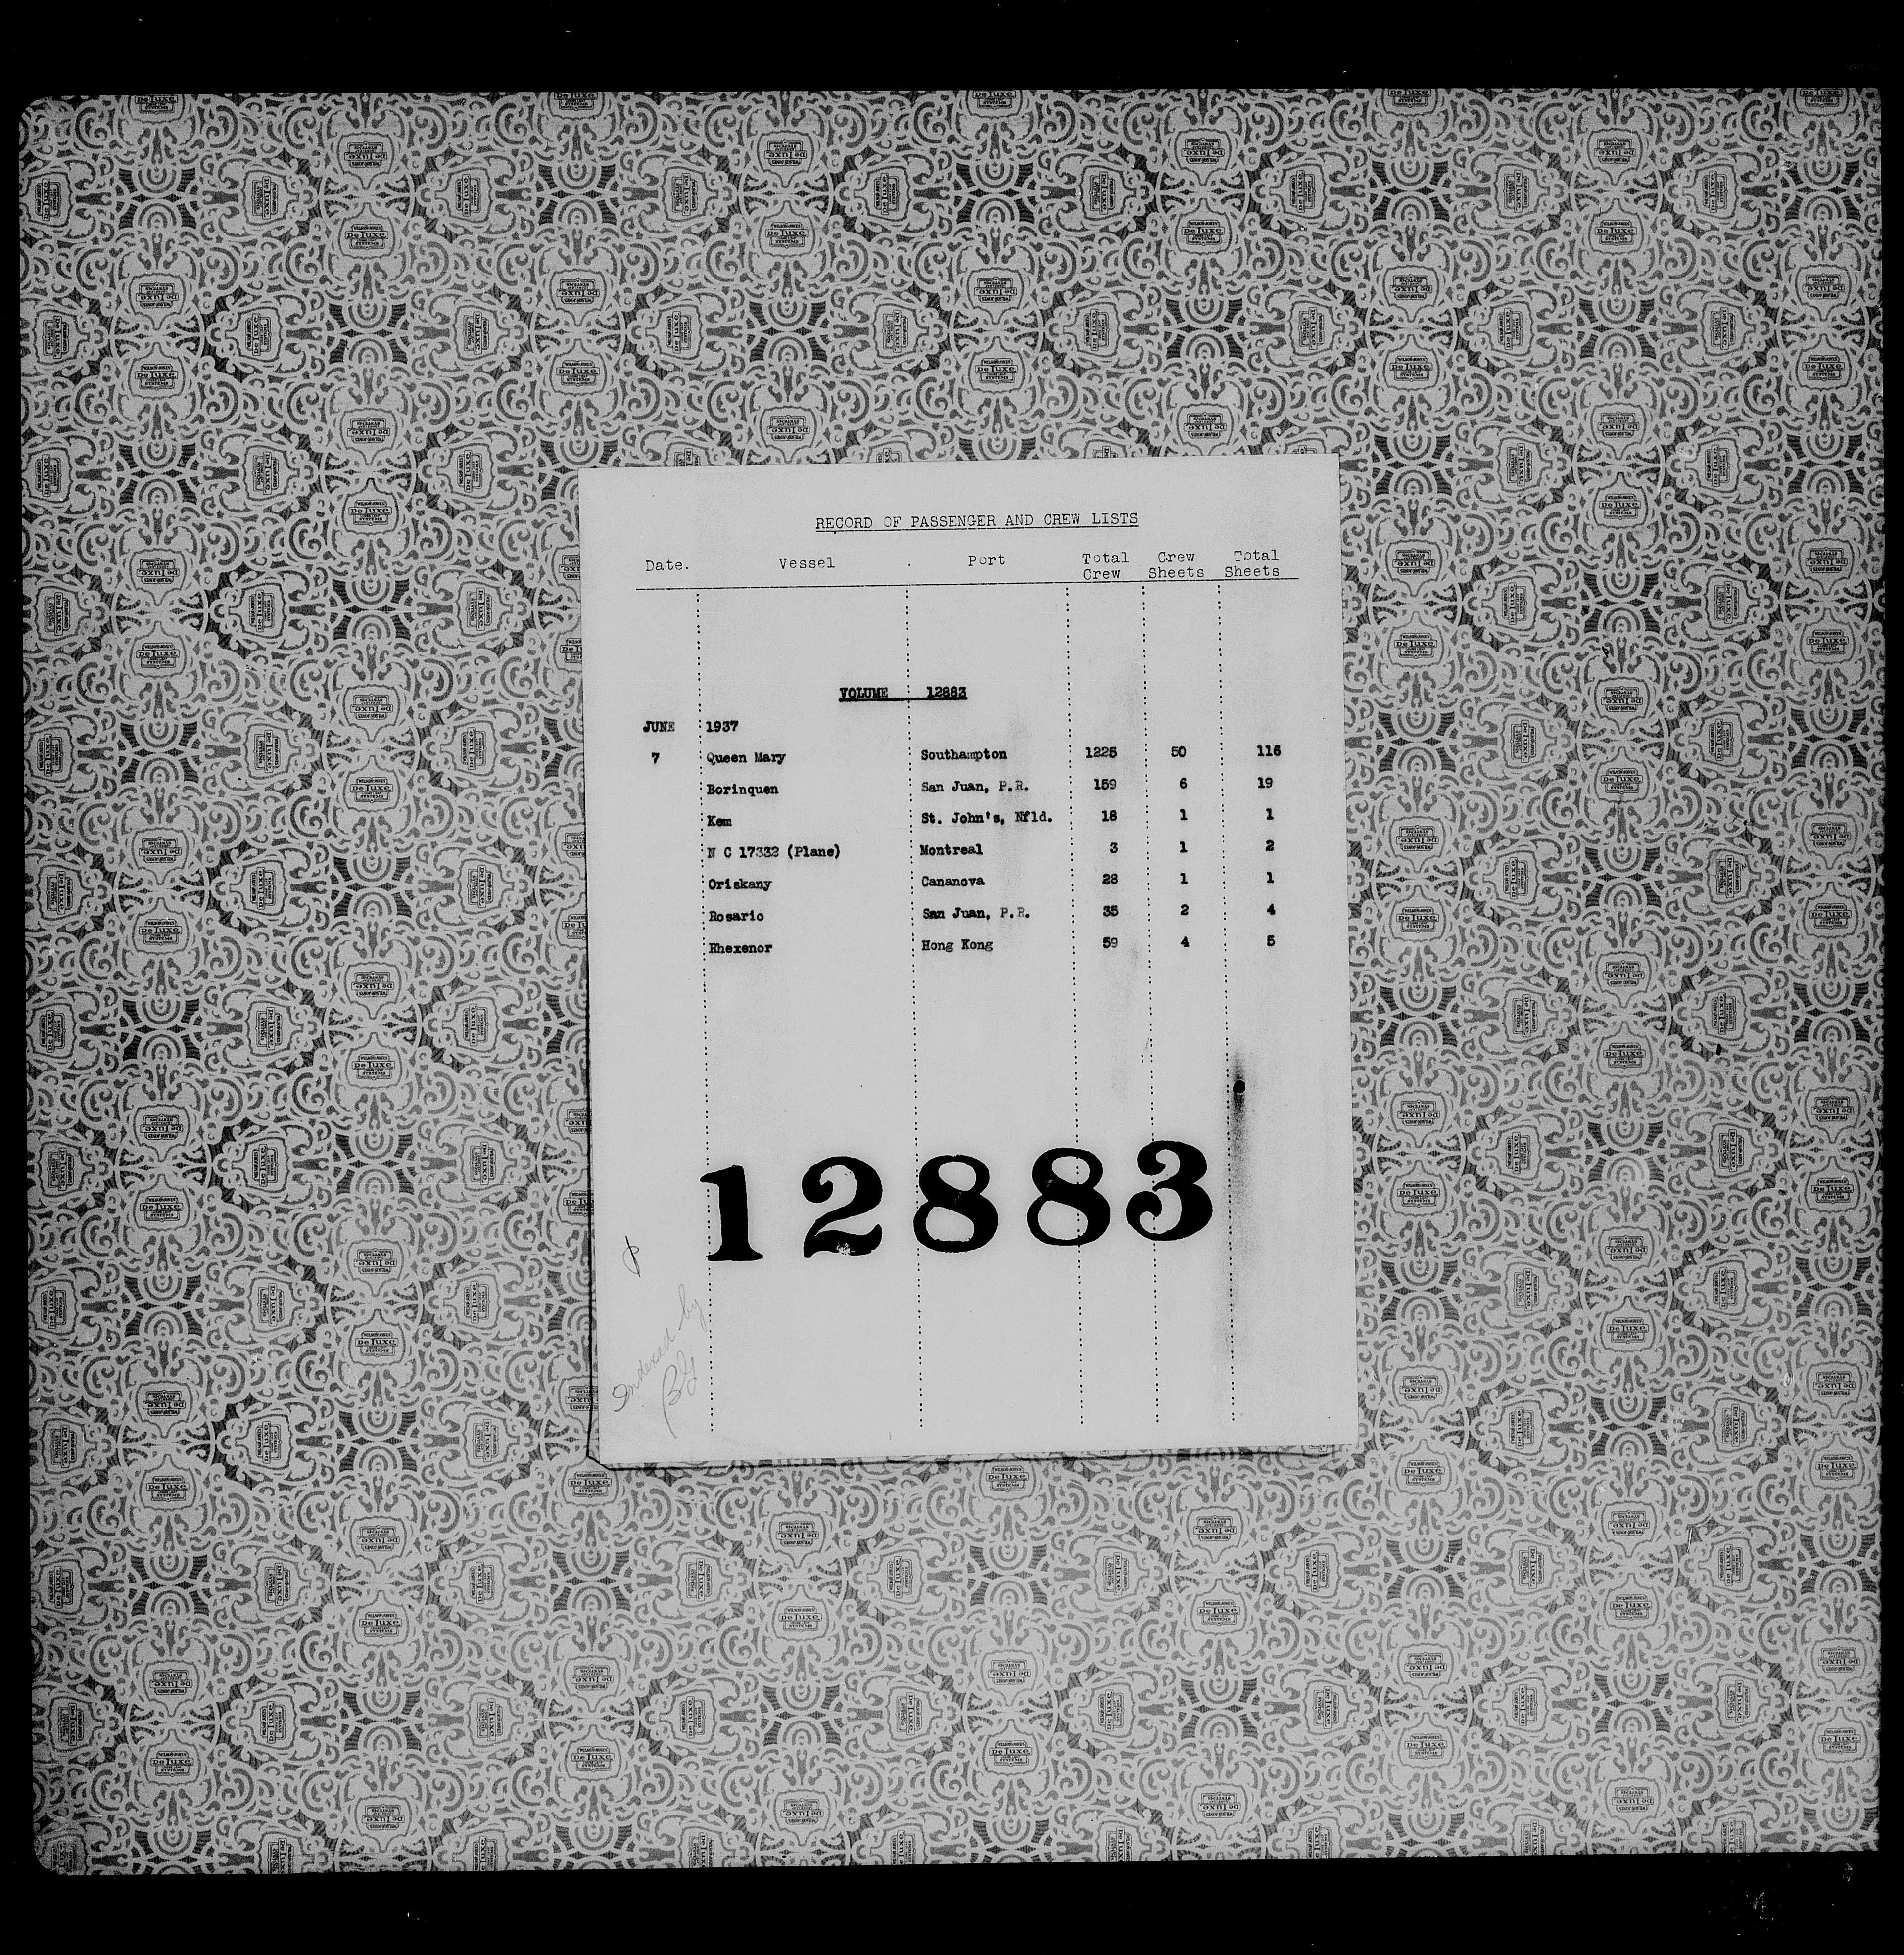 RECORD OF PASSENGER AND CREW LISTS
Date. Vessel Port Total Crew Crew Sheets Total Sheets
VOLUME 12883
JUNE 1937
7 Queen Mary Southampton 1225 50 116
Borinquen San Juan, P.R. 159 6 19
Kem St. John's, Nfld. 18 1 1
N C 17332 (Plane) Montreal 3 1 2
Oriskany Cananova 28 1 1
Rosario San Juan, P.R. 35 2 4
Rhexenor Hong Kong 59 4 5
12883
Indexed by